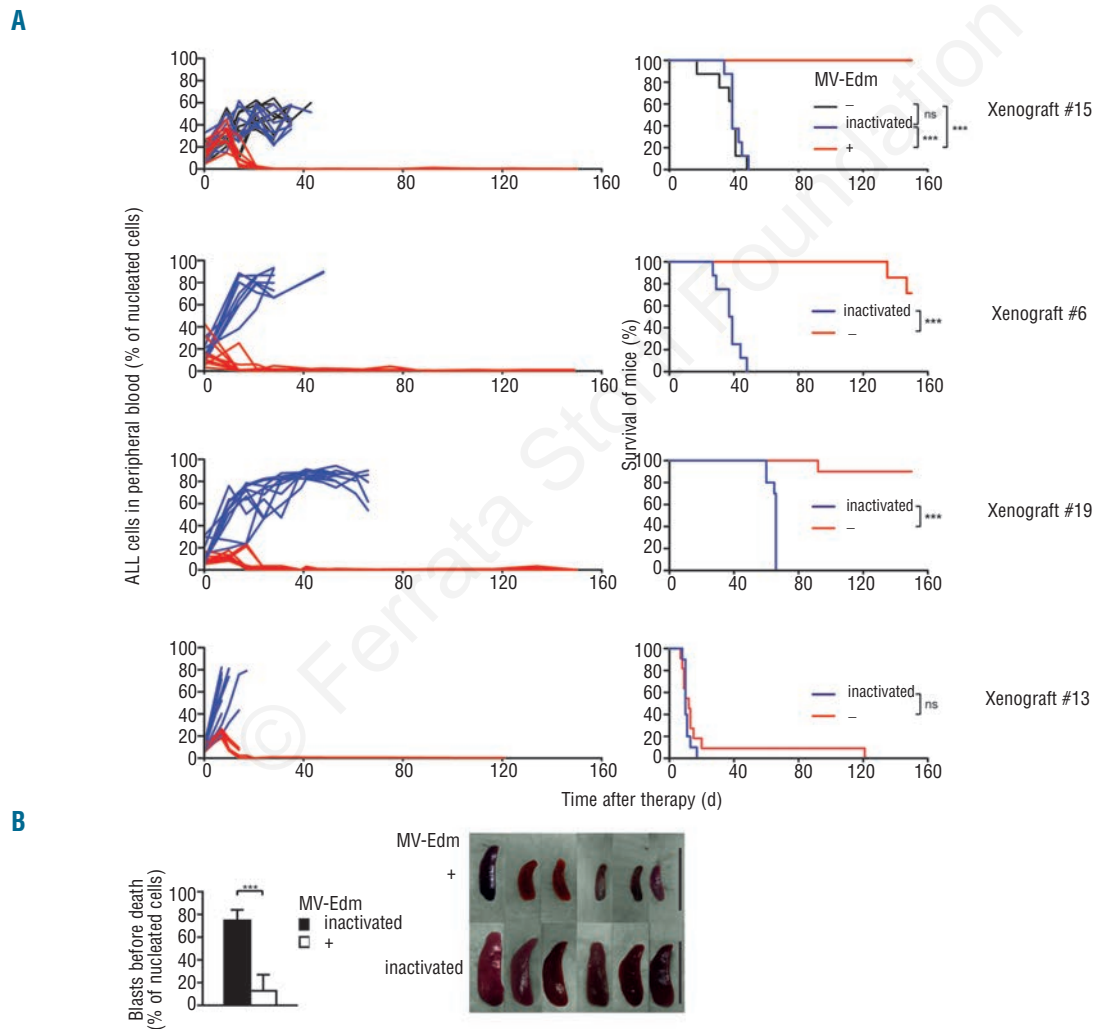 A
ALL cells in peripheral blood (% of nucleated cells)
100
80
60
40
20
0
0 40 80 120 160
Survival of mice (%)
100
80
60
40
20
0
0 40 80 120 160
MV-Edm
– 
inactivated
+
ns
***
***
Xenograft #15
100
80
60
40
20
0
0 40 80 120 160
100
80
60
40
20
0
0 40 80 120 160
inactivated
–
***
Xenograft #6
100
80
60
40
20
0
0 40 80 120 160
100
80
60
40
20
0
0 40 80 120 160
inactivated
–
***
Xenograft #19
100
80
60
40
20
0
0 40 80 120 160
100
80
60
40
20
0
0 40 80 120 160
inactivated
–
ns
Xenograft #13
Time after therapy (d)
B
Blasts before death
(% of nucleated cells)
100
80
60
40
20
0
***
MV-Edm
inactivated
+
MV-Edm
+
inactivated
© Ferrata Storti Foundation